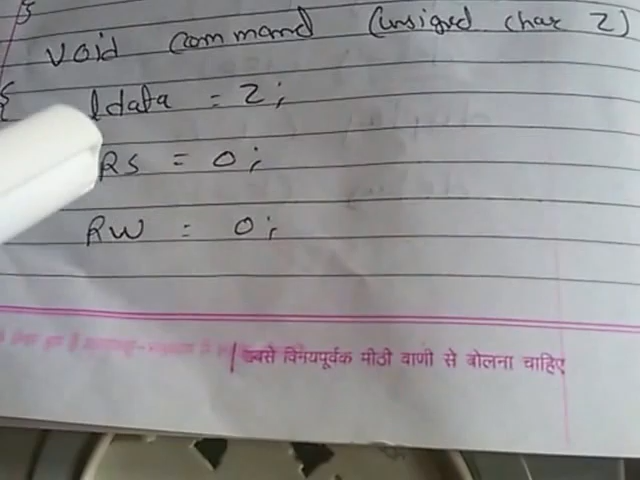 void command (unsigned char Z)
{ ldata = Z;
RS = 0;
RW = 0;
सबसे विनयपूर्वक मीठी वाणी से बोलना चाहिए